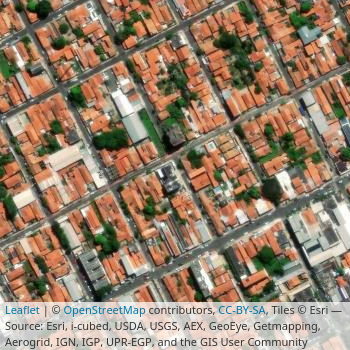 Leaflet | © OpenStreetMap contributors, CC-BY-SA, Tiles © Esri —
Source: Esri, i-cubed, USDA, USGS, AEX, GeoEye, Getmapping,
Aerogrid, IGN, IGP, UPR-EGP, and the GIS User Community